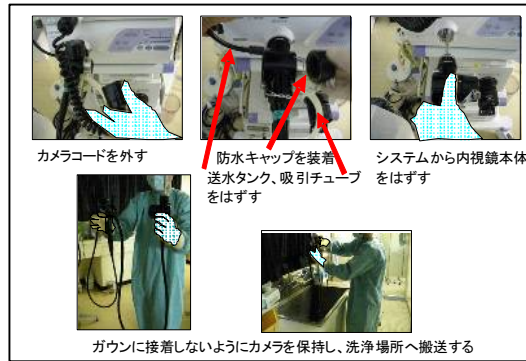 カメラコードを外す
防水キャップを装着
送水タンク、吸引チューブ
をはずす
システムから内視鏡本体
をはずす
ガウンに接着しないようにカメラを保持し、洗浄場所へ搬送する